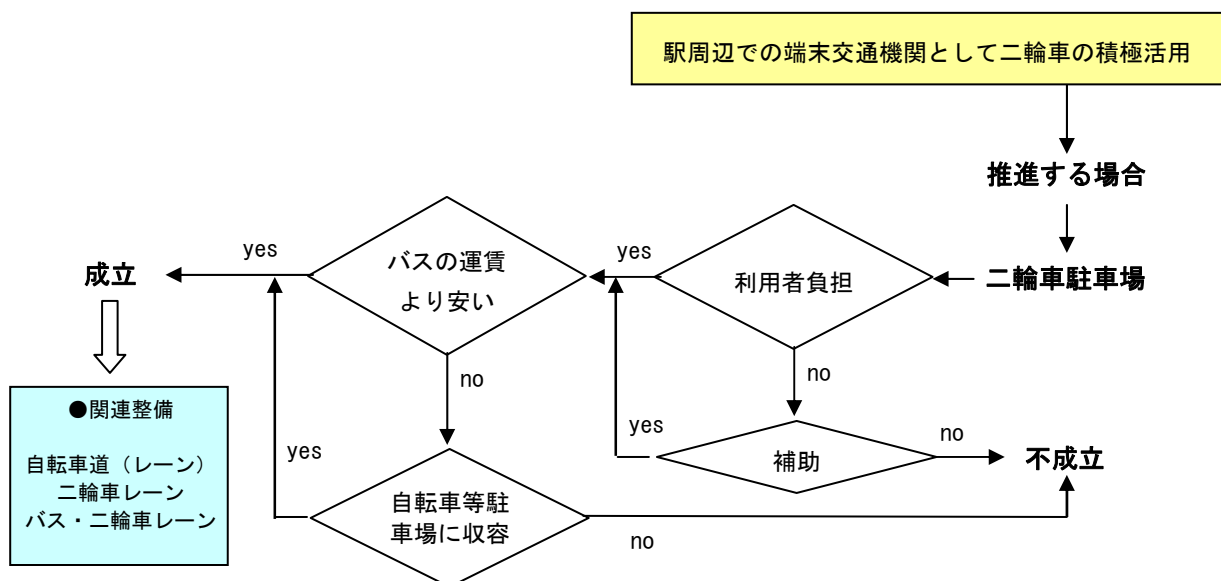 駅周辺での端末交通機関として二輪車の積極活用
推進する場合
二輪車駐車場
利用者負担
yes
no
バスの運賃
より安い
yes
no
成立
補助
yes
no
不成立
自転車等駐
車場に収容
yes
no
●関連整備
自転車道（レーン）
二輪車レーン
バス・二輪車レーン